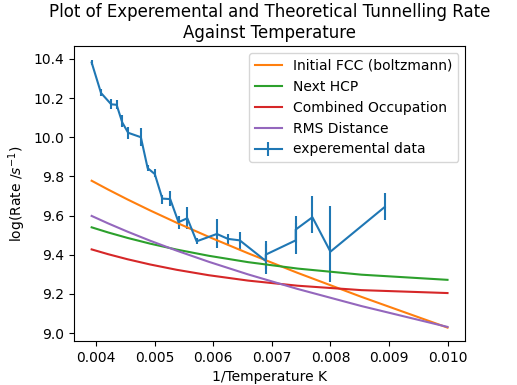 Plot of Experemental and Theoretical Tunnelling Rate
Against Temperature
log(Rate /s⁻¹)
10.4
10.2
10.0
9.8
9.6
9.4
9.2
9.0
Initial FCC (boltzmann)
Next HCP
Combined Occupation
RMS Distance
experemental data
0.004
0.005
0.006
0.007
0.008
0.009
0.010
1/Temperature K